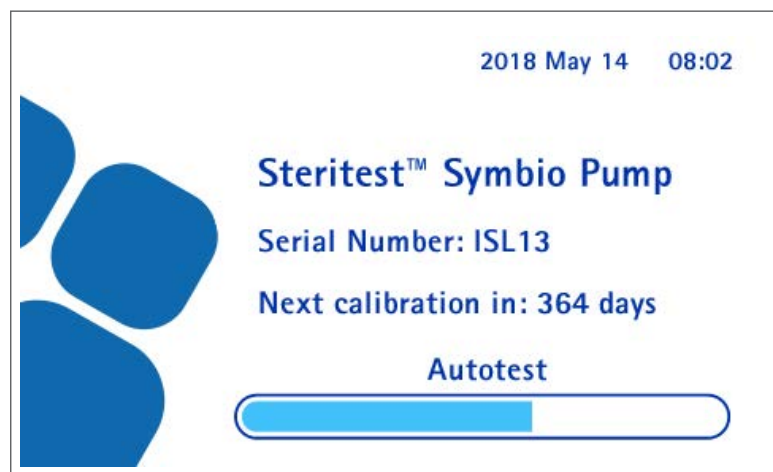 2018 May 14 08:02
Steritest™ Symbio Pump
Serial Number: ISL13
Next calibration in: 364 days
Autotest